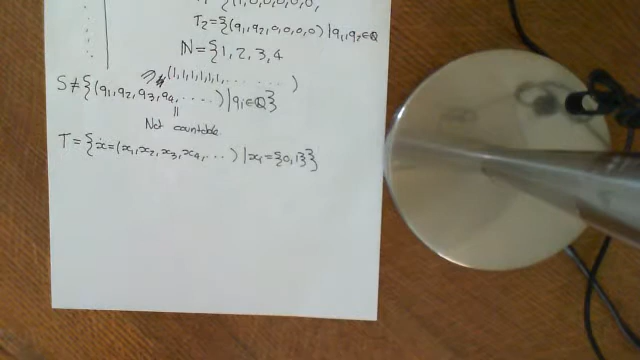 T₂ = {(q₁, q₂, 0, 0, 0, 0) | q₁, q₂ ∈ ℚ
ℕ = {1, 2, 3, 4
(1, 1, 1, 1, 1, 1, . . . . . . )
S ≠ {(q₁, q₂, q₃, q₄, . . . . ) | qᵢ ∈ ℚ}
Not countable
T = {x = (x₁, x₂, x₃, x₄, . . . ) | xᵢ = {0, 1}}